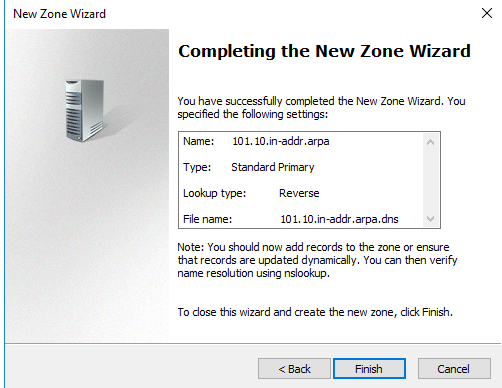 New Zone Wizard
Completing the New Zone Wizard
You have successfully completed the New Zone Wizard. You
specified the following settings:
Name: 101.10.in-addr.arpa
Type: Standard Primary
Lookup type: Reverse
File name: 101.10.in-addr.arpa.dns
Note: You should now add records to the zone or ensure
that records are updated dynamically. You can then verify
name resolution using nslookup.
To close this wizard and create the new zone, click Finish.
< Back Finish Cancel